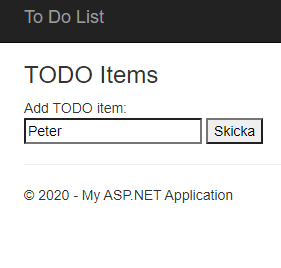 To Do List
TODO Items
Add TODO item:
Peter Skicka
© 2020 - My ASP.NET Application